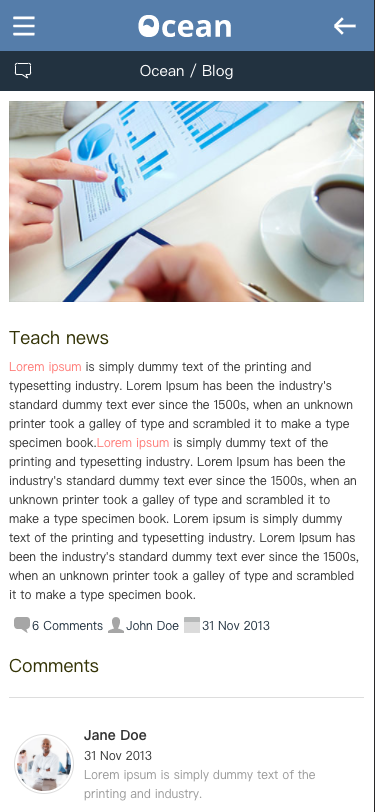 Ocean
Ocean / Blog
Teach news
Lorem ipsum is simply dummy text of the printing and
typesetting industry. Lorem Ipsum has been the industry's
standard dummy text ever since the 1500s, when an unknown
printer took a galley of type and scrambled it to make a type
specimen book.Lorem ipsum is simply dummy text of the
printing and typesetting industry. Lorem Ipsum has been the
industry's standard dummy text ever since the 1500s, when an
unknown printer took a galley of type and scrambled it to
make a type specimen book. Lorem ipsum is simply dummy
text of the printing and typesetting industry. Lorem Ipsum has
been the industry's standard dummy text ever since the 1500s,
when an unknown printer took a galley of type and scrambled
it to make a type specimen book.
6 Comments John Doe 31 Nov 2013
Comments
Jane Doe
31 Nov 2013
Lorem ipsum is simply dummy text of the
printing and industry.